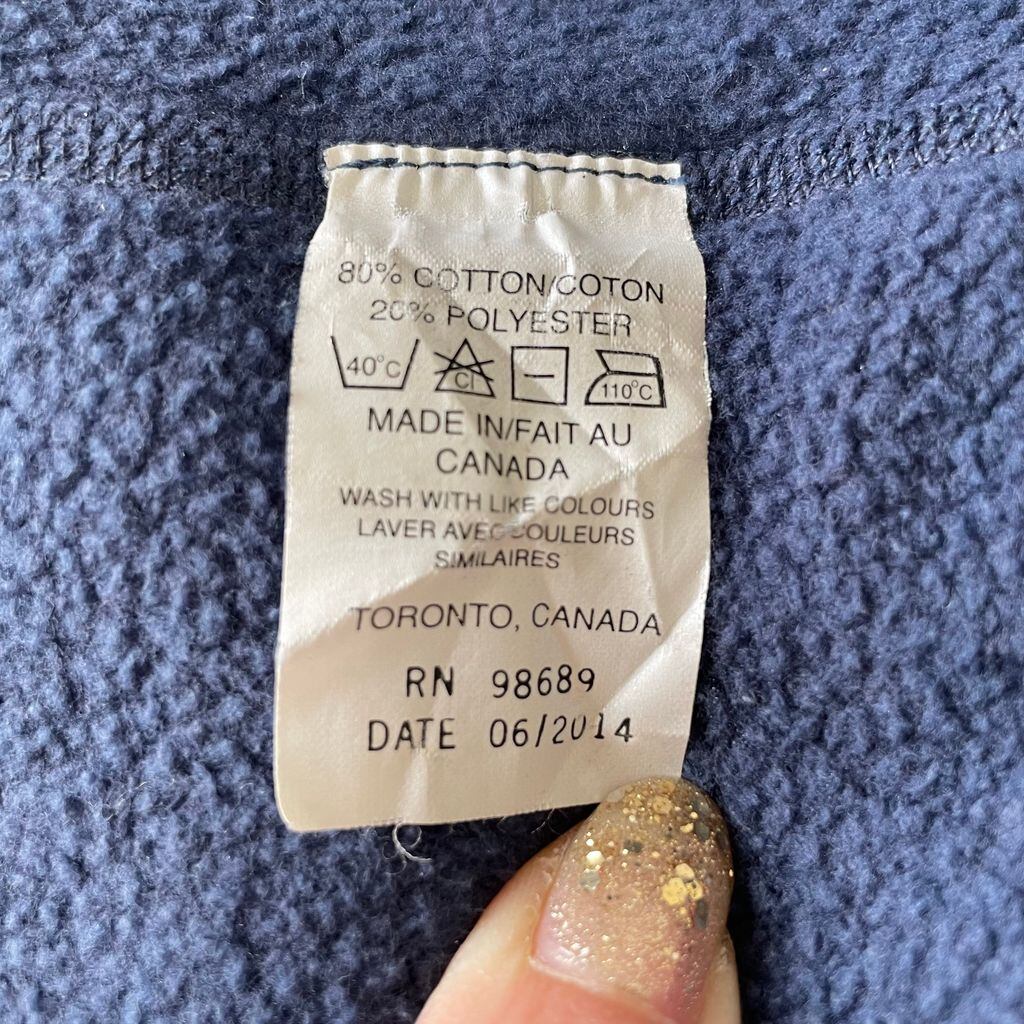 80% COTTON/COTON
20% POLYESTER
40°C Cl 110°C
MADE IN/FAIT AU
CANADA
WASH WITH LIKE COLOURS
LAVER AVEC COULEURS
SIMILAIRES
TORONTO, CANADA
RN 98689
DATE 06/2014